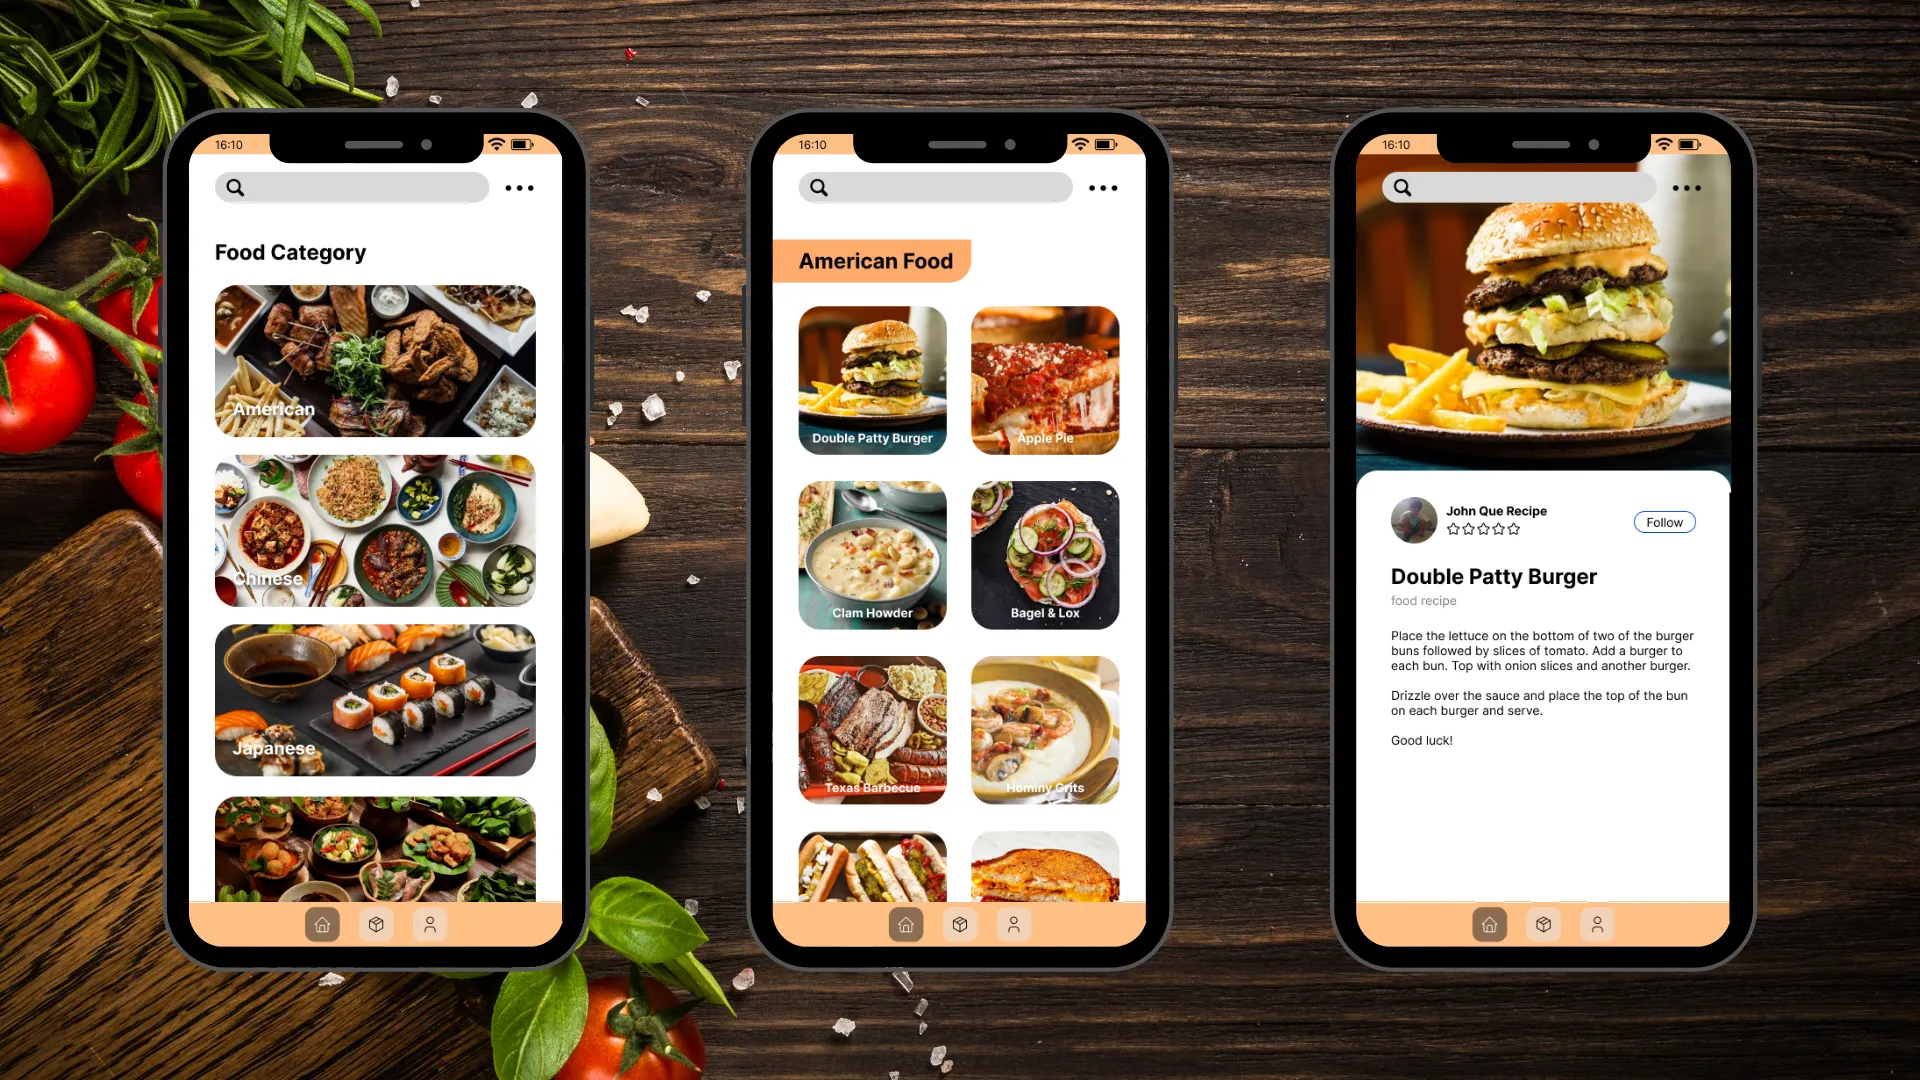 16:10
Food Category
American
Chinese
Japanese
16:10
American Food
Double Patty Burger
Apple Pie
Clam Howder
Bagel & Lox
Texas Barbecue
Hominy Grits
16:10
John Que Recipe
Follow
Double Patty Burger
food recipe
Place the lettuce on the bottom of two of the burger
buns followed by slices of tomato. Add a burger to
each bun. Top with onion slices and another burger.
Drizzle over the sauce and place the top of the bun
on each burger and serve.
Good luck!